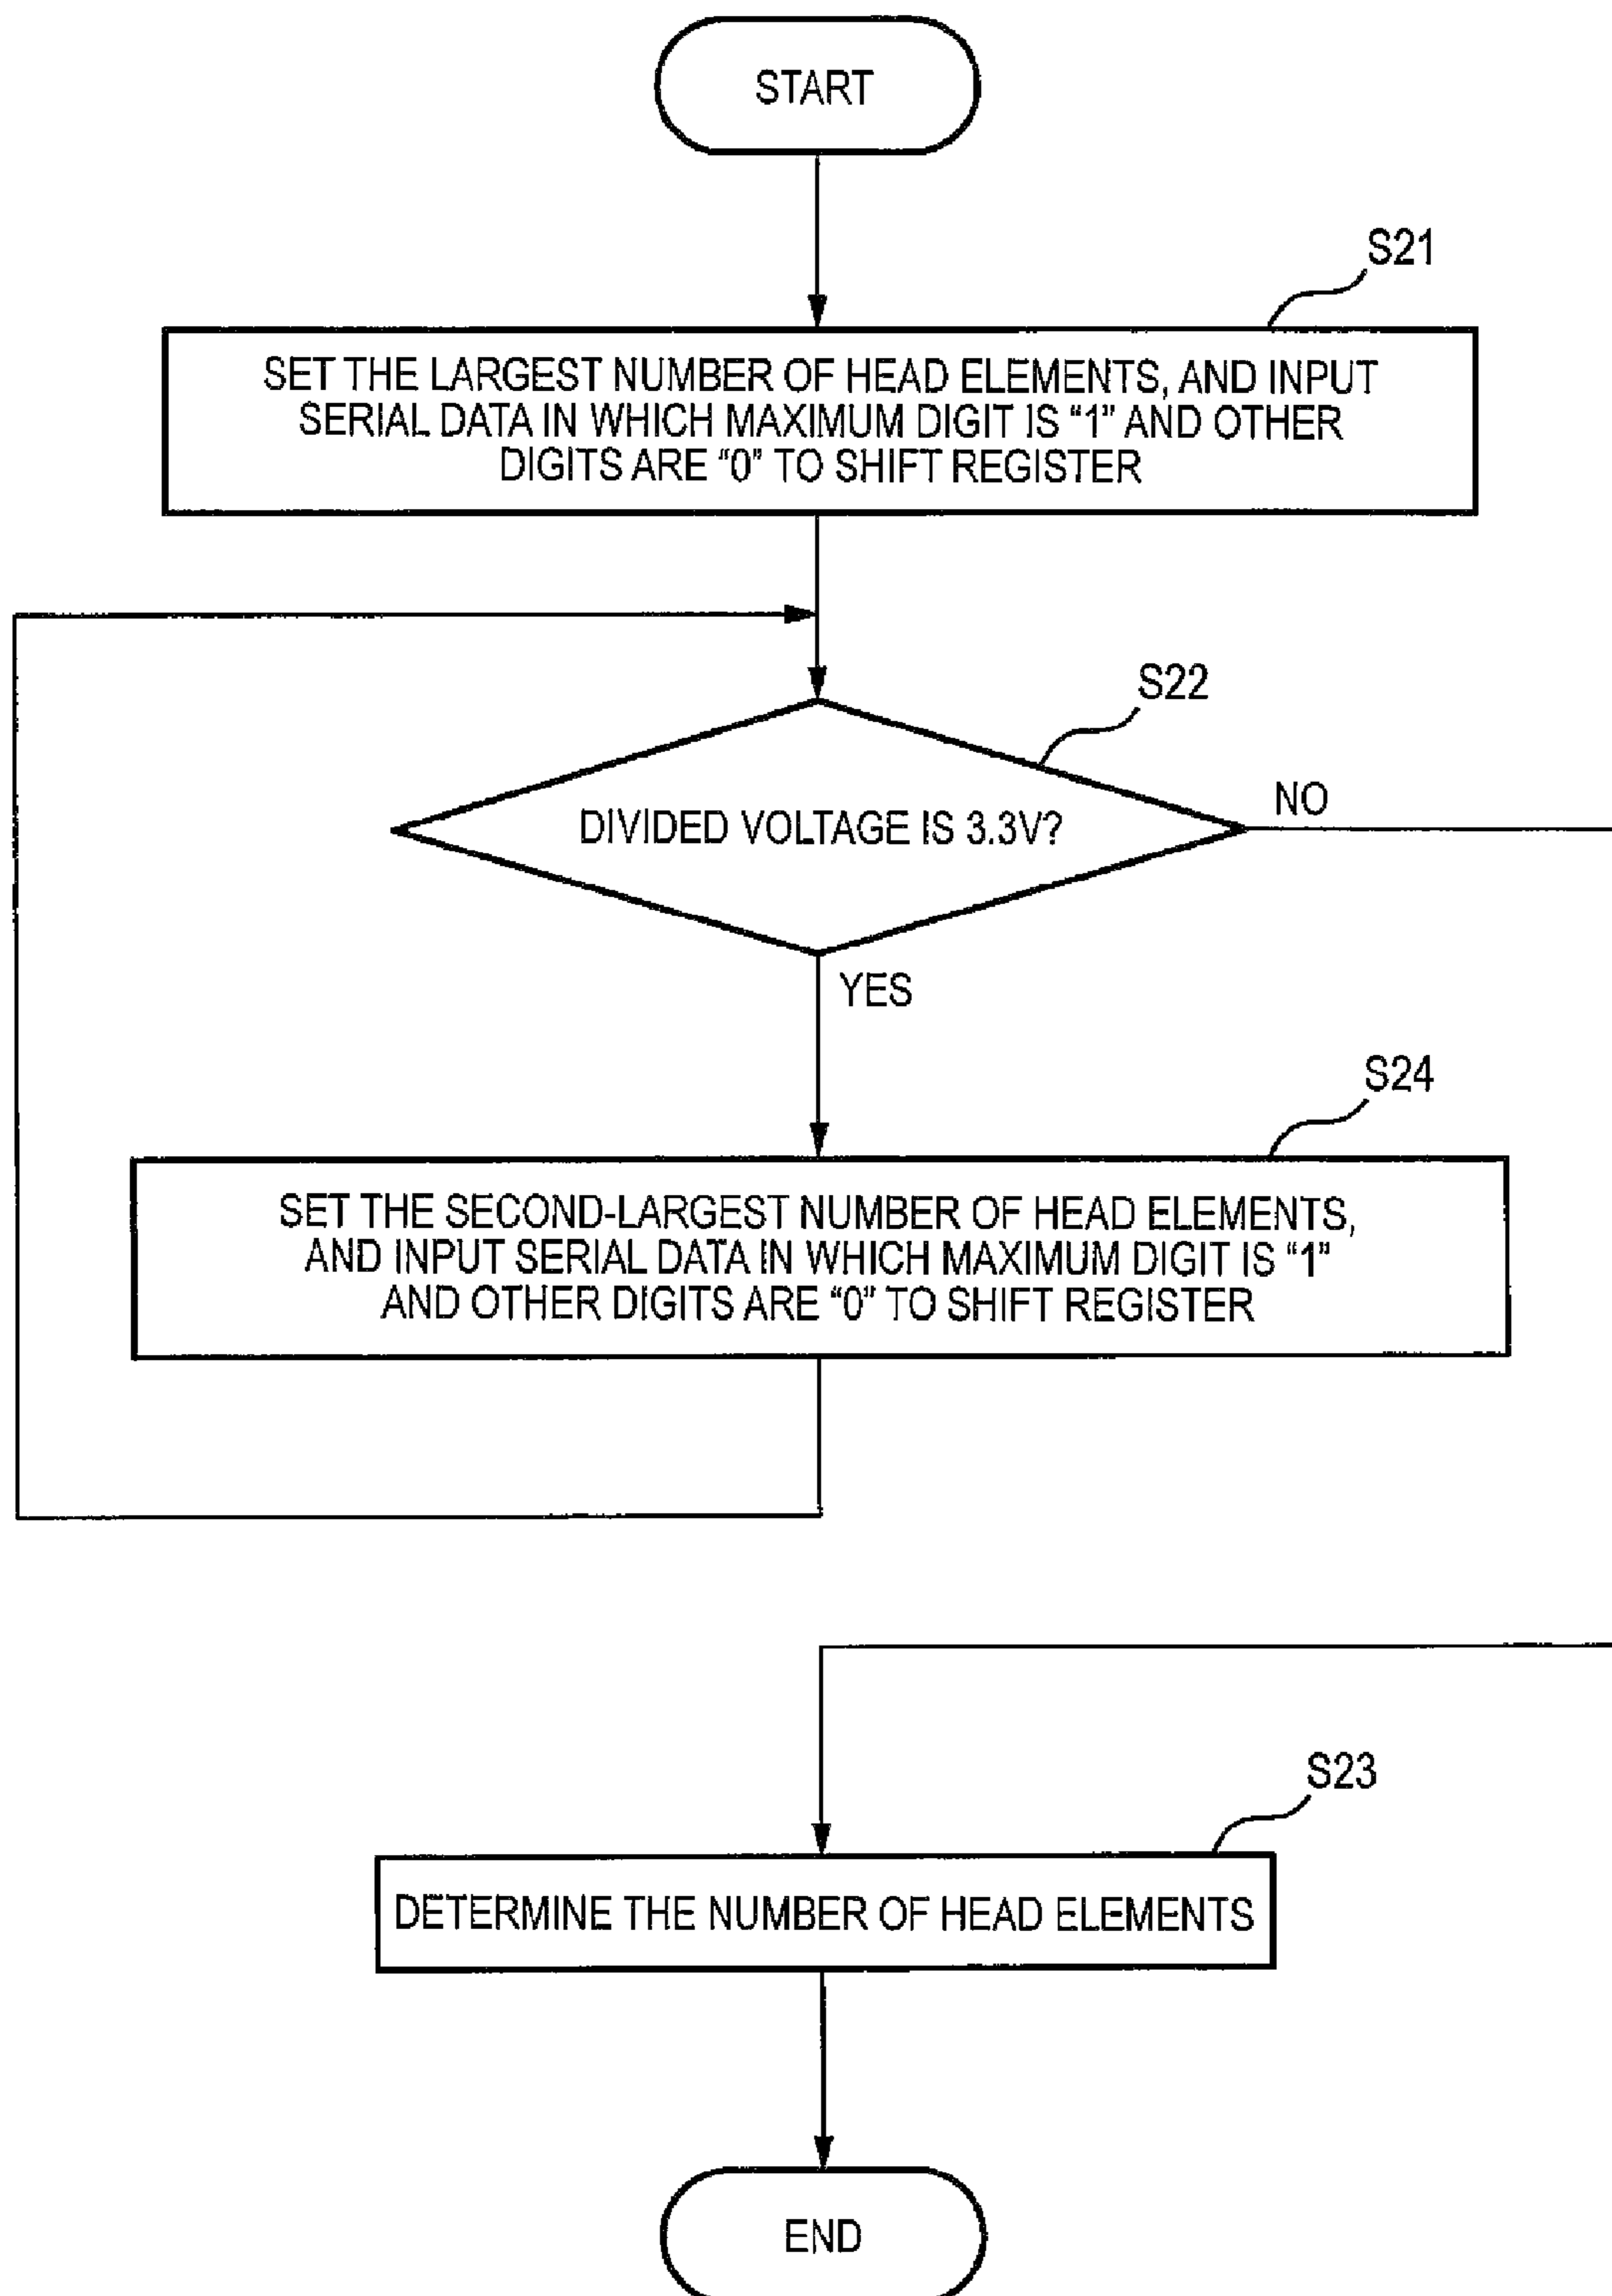 START
S21
SET THE LARGEST NUMBER OF HEAD ELEMENTS, AND INPUT
SERIAL DATA IN WHICH MAXIMUM DIGIT IS “1” AND OTHER
DIGITS ARE “0” TO SHIFT REGISTER
S22
DIVIDED VOLTAGE IS 3.3V?
NO
YES
S24
SET THE SECOND-LARGEST NUMBER OF HEAD ELEMENTS,
AND INPUT SERIAL DATA IN WHICH MAXIMUM DIGIT IS “1”
AND OTHER DIGITS ARE “0” TO SHIFT REGISTER
S23
DETERMINE THE NUMBER OF HEAD ELEMENTS
END